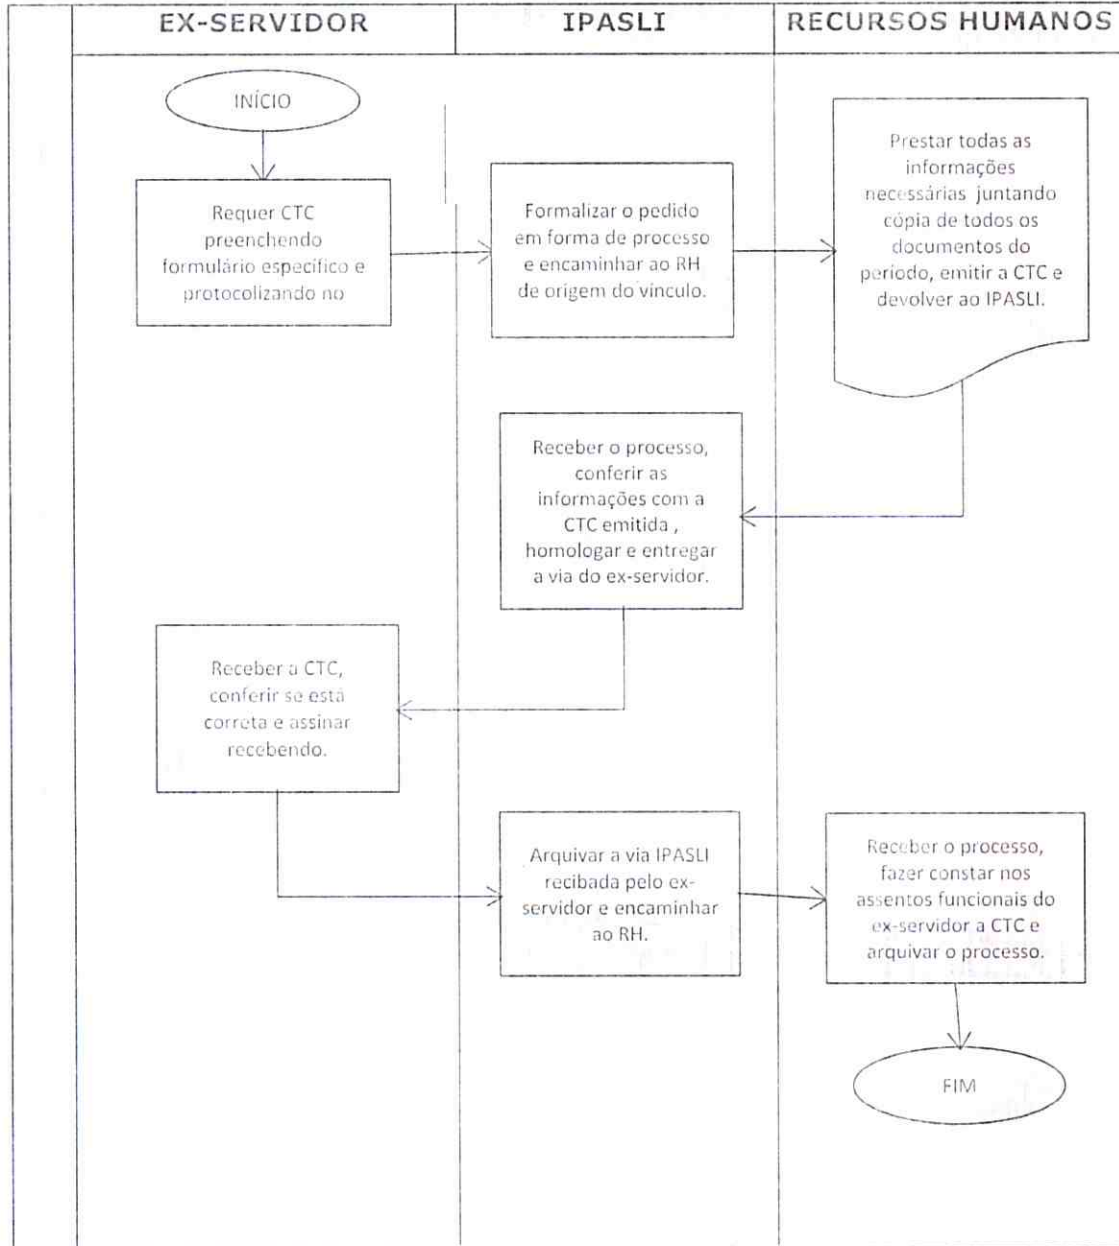 EX-SERVIDOR
IPASLI
RECURSOS HUMANOS
INÍCIO
Requer CTC
preenchendo
formulário específico e
protocolizando no
Formalizar o pedido
em forma de processo
e encaminhar ao RH
de origem do vínculo.
Prestar todas as
informações
necessárias juntando
cópia de todos os
documentos do
período, emitir a CTC e
devolver ao IPASLI.
Receber o processo,
conferir as
informações com a
CTC emitida ,
homologar e entregar
a via do ex-servidor.
Receber a CTC,
conferir se está
correta e assinar
recebendo.
Arquivar a via IPASLI
recibada pelo ex-
servidor e encaminhar
ao RH.
Receber o processo,
fazer constar nos
assentos funcionais do
ex-servidor a CTC e
arquivar o processo.
FIM